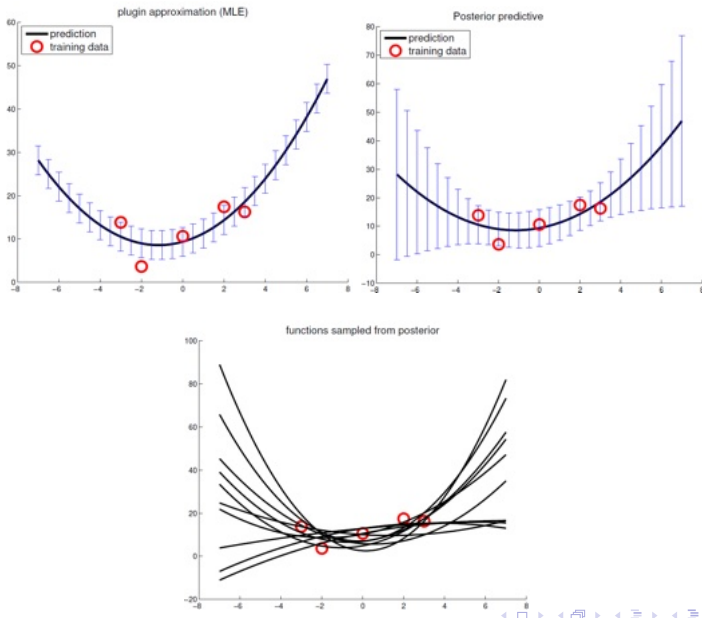 plugin approximation (MLE)
60
50
40
30
20
10
0
−8 −6 −4 −2 0 2 4 6 8
prediction
training data
Posterior predictive
80
70
60
50
40
30
20
10
0
−10
−8 −6 −4 −2 0 2 4 6 8
prediction
training data
functions sampled from posterior
100
80
60
40
20
0
−20
−8 −6 −4 −2 0 2 4 6 8